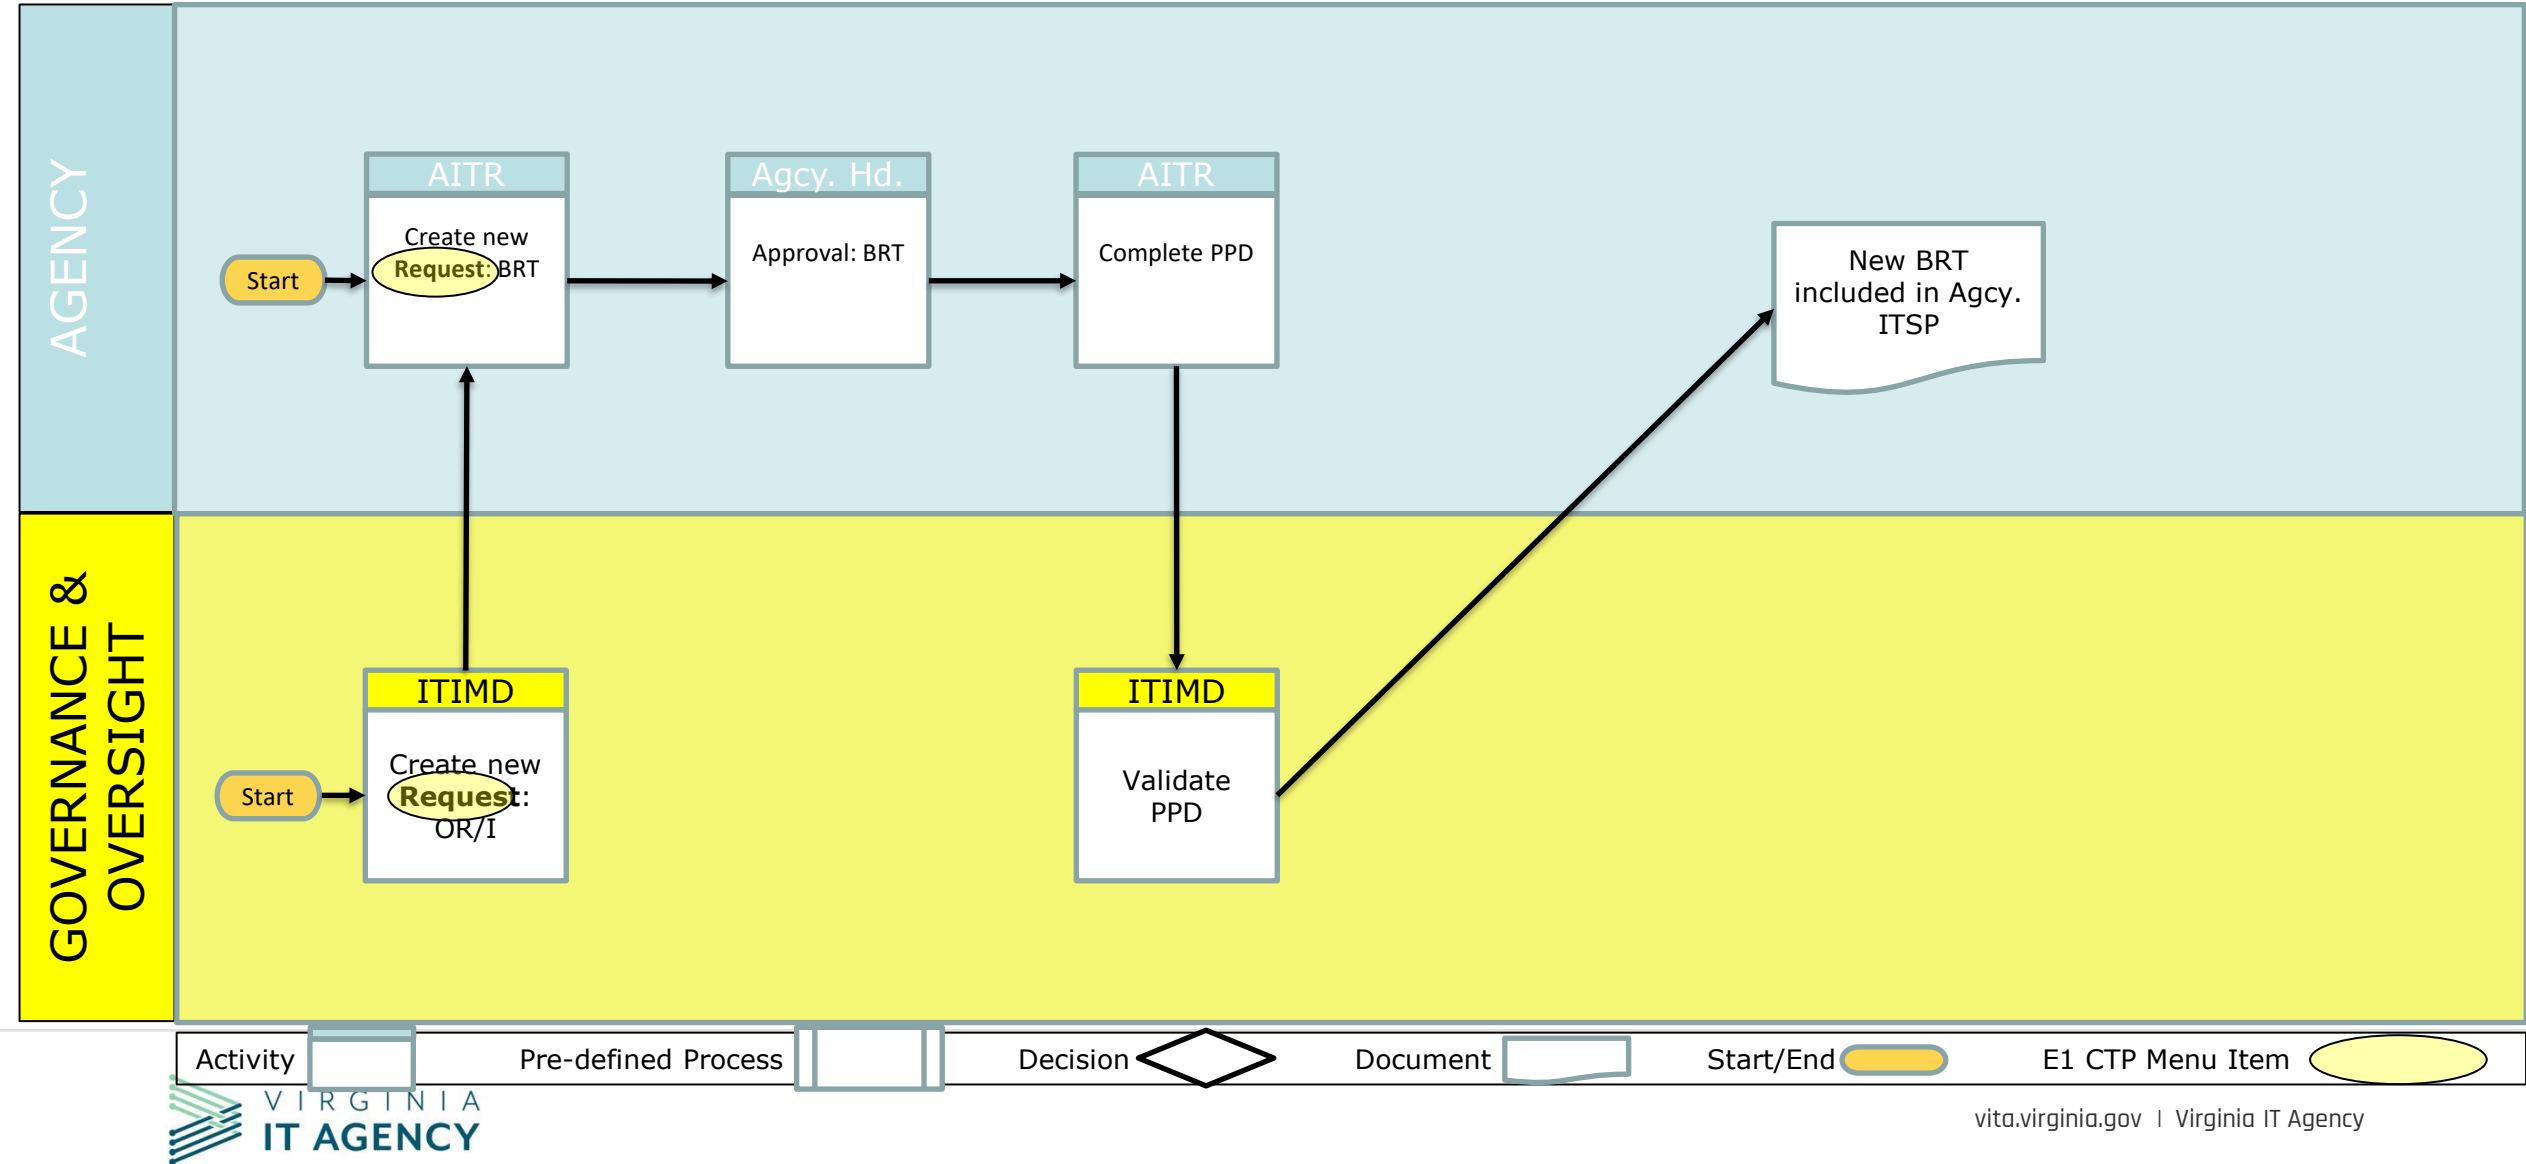 AGENCY
AITR
Create new
Request: BRT
Agcy. Hd.
Approval: BRT
AITR
Complete PPD
Start
New BRT
included in Agcy.
ITSP
GOVERNANCE &
OVERSIGHT
Start
ITIMD
Create new
Request:
OR/I
ITIMD
Validate
PPD
Activity
Pre-defined Process
Decision
Document
Start/End
E1 CTP Menu Item
VIRGINIA
IT AGENCY
vita.virginia.gov | Virginia IT Agency